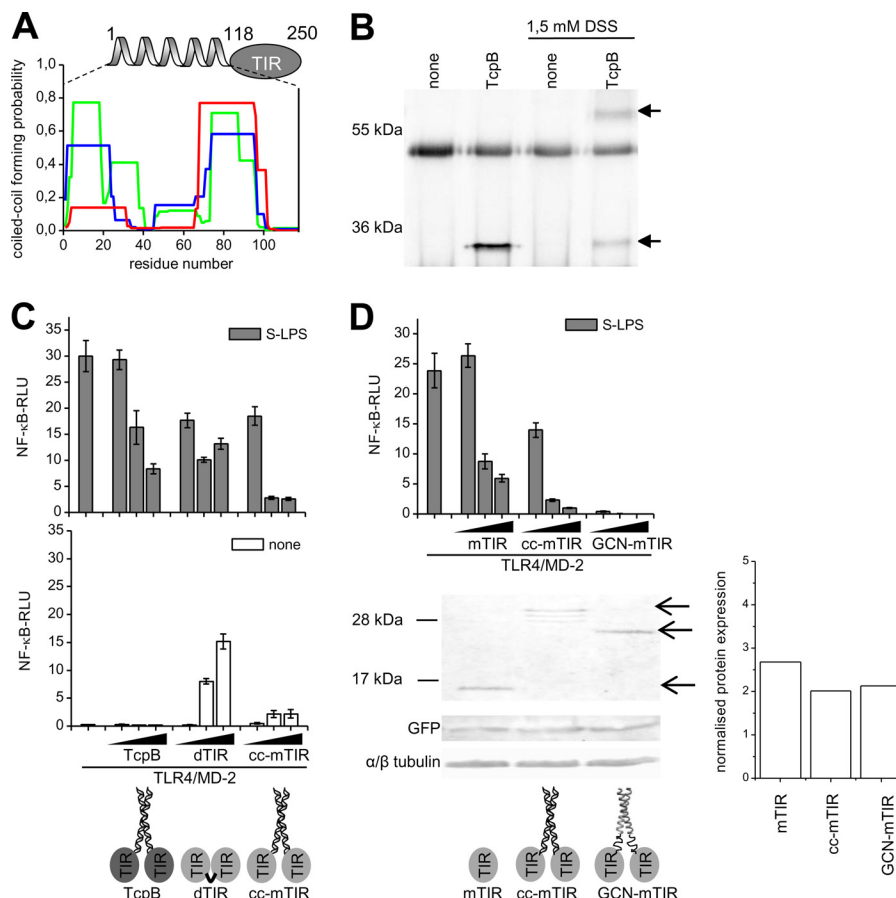 A
1 118 250
TIR
coiled-coil forming probability
1,0
0,8
0,6
0,4
0,2
0,0
0 20 40 60 80 100
residue number
B
1,5 mM DSS
none TcpB none TcpB
55 kDa
36 kDa
C
NF-κB-RLU
35
30
25
20
15
10
5
0
S-LPS
NF-κB-RLU
35
30
25
20
15
10
5
0
none
TcpB dTIR cc-mTIR
TLR4/MD-2
TIR TIR TIR TIR TIR TIR
TcpB dTIR cc-mTIR
D
NF-κB-RLU
25
20
15
10
5
0
S-LPS
mTIR cc-mTIR GCN-mTIR
TLR4/MD-2
28 kDa
17 kDa
GFP
α/β tubulin
TIR TIR TIR TIR TIR
mTIR cc-mTIR GCN-mTIR
normalised protein expression
5
4
3
2
1
0
mTIR
cc-mTIR
GCN-mTIR